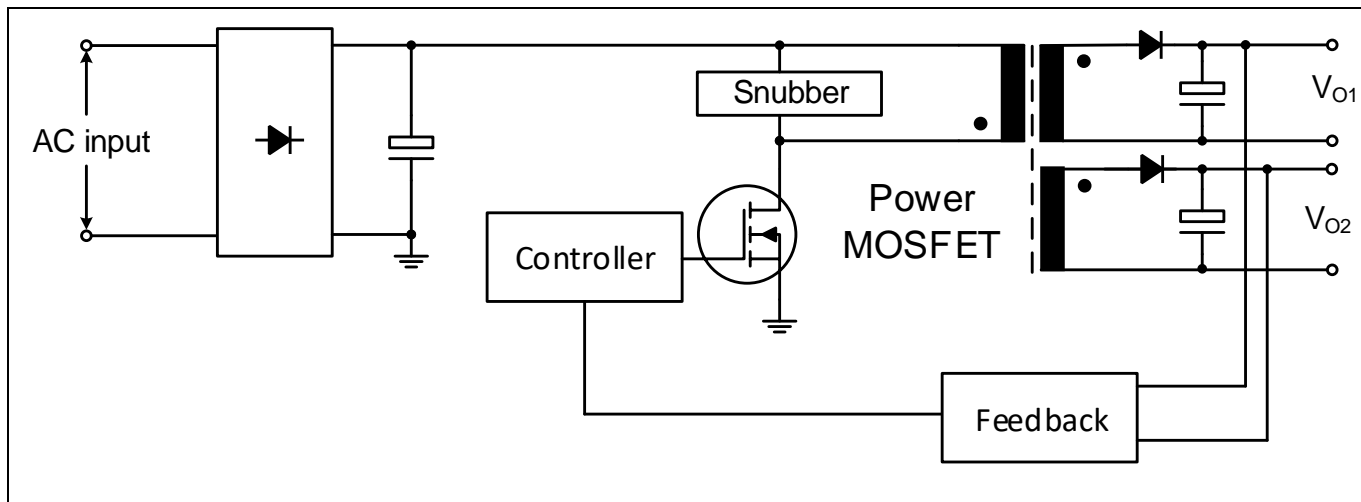 AC input
Snubber
Power
MOSFET
Controller
Feedback
VO1
VO2